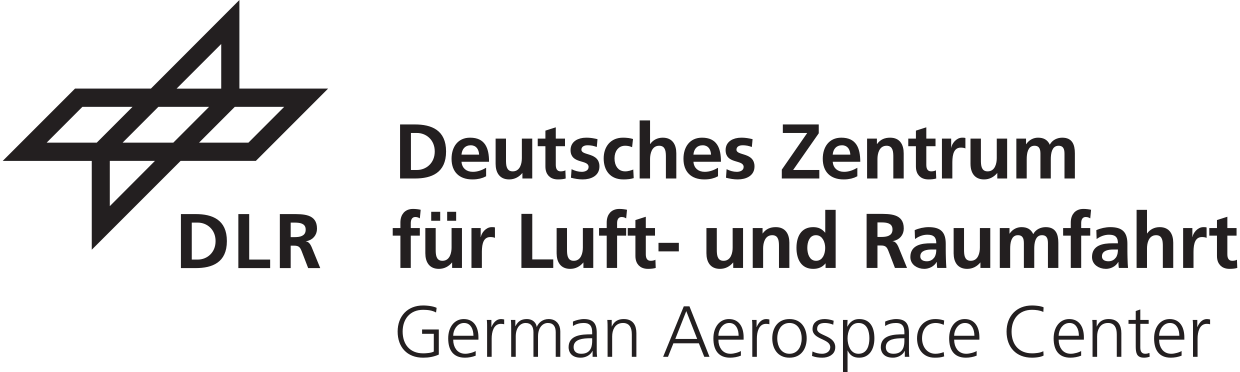 DLR
Deutsches Zentrum
für Luft- und Raumfahrt
German Aerospace Center